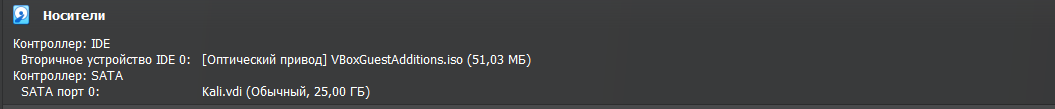 Носители
Контроллер: IDE
Вторичное устройство IDE 0: [Оптический привод] VBoxGuestAdditions.iso (51,03 МБ)
Контроллер: SATA
SATA порт 0: Kali.vdi (Обычный, 25,00 ГБ)